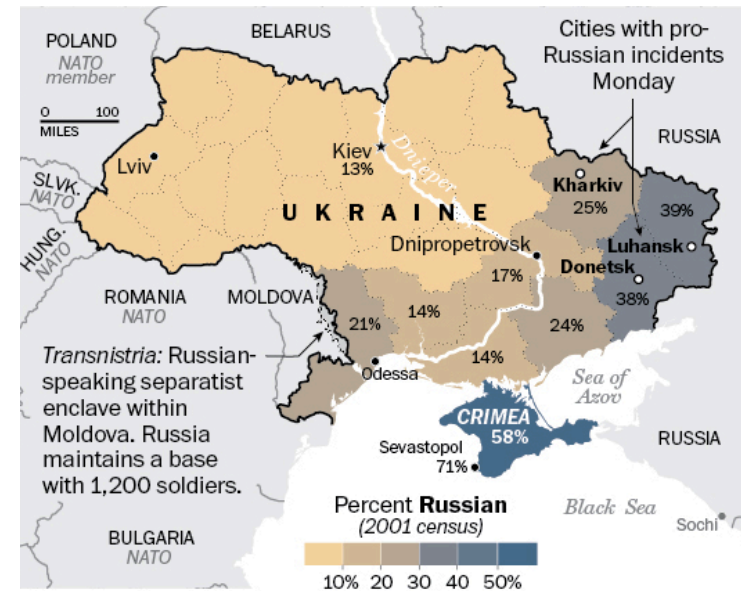 POLAND
NATO
member
0 100
MILES
BELARUS
Cities with pro-
Russian incidents
Monday
RUSSIA
Lviv
Kiev
13%
Dnieper
SLVK.
NATO
HUNG.
NATO
UKRAINE
Kharkiv
25%
39%
Dnipropetrovsk
Luhansk
Donetsk
38%
17%
ROMANIA
NATO
MOLDOVA
21%
14%
24%
14%
Transnistria: Russian-
speaking separatist
enclave within
Moldova. Russia
maintains a base
with 1,200 soldiers.
Odessa
Sea of
Azov
CRIMEA
58%
Sevastopol
71%
RUSSIA
Percent Russian
(2001 census)
10% 20 30 40 50%
Black Sea
Sochi
BULGARIA
NATO